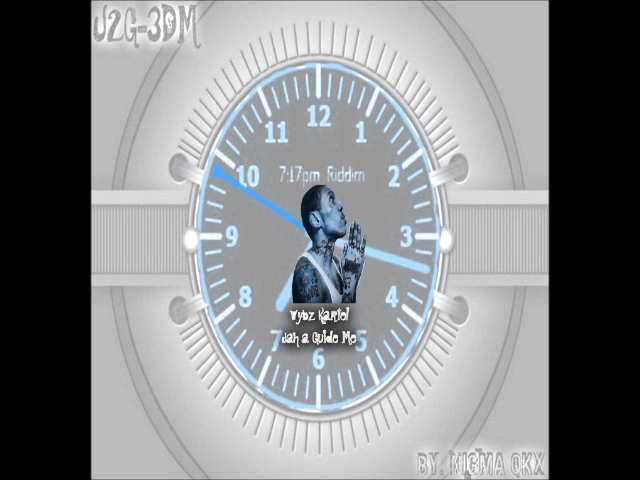 J2G-3DM
12
11 1
10 2
7:17pm Riddim
9 3
8 4
Vybz Kartel
Jah a Guide Me
7 5
6
BY. NIGMA QKX